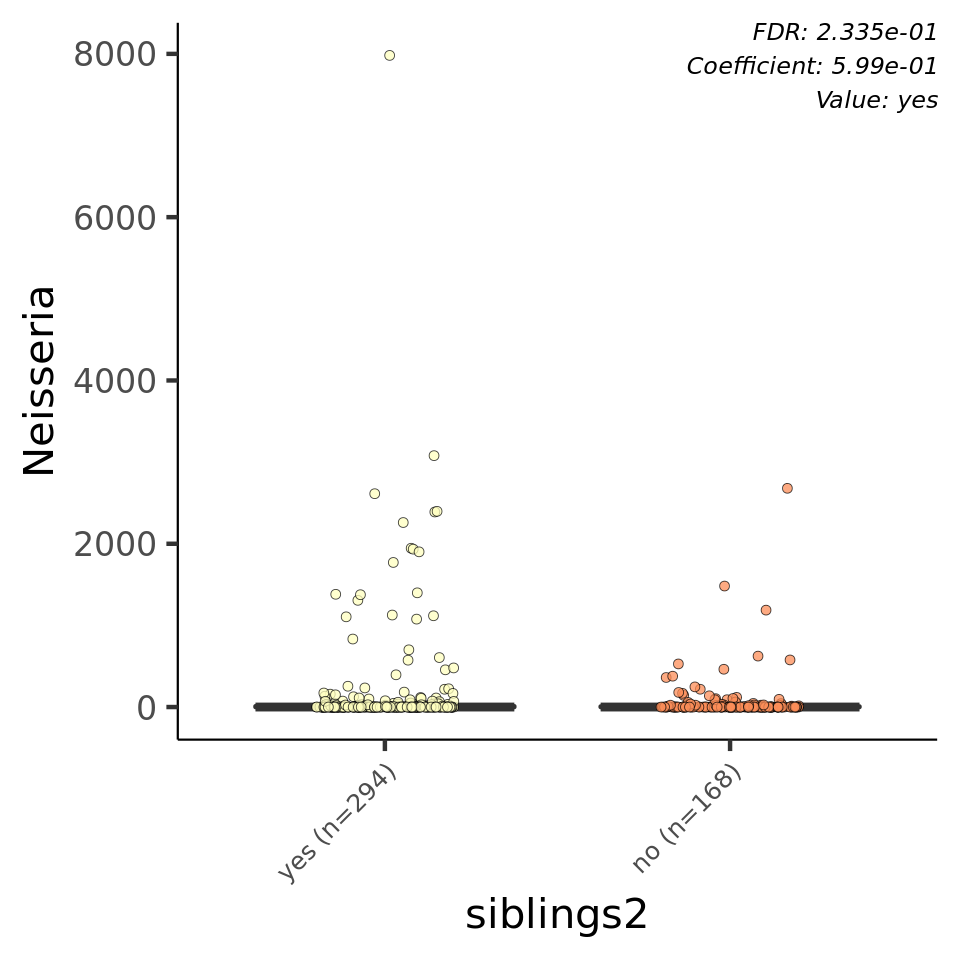 FDR: 2.335e-01
Coefficient: 5.99e-01
Value: yes
8000
6000
4000
2000
0
Neisseria
yes (n=294)
no (n=168)
siblings2